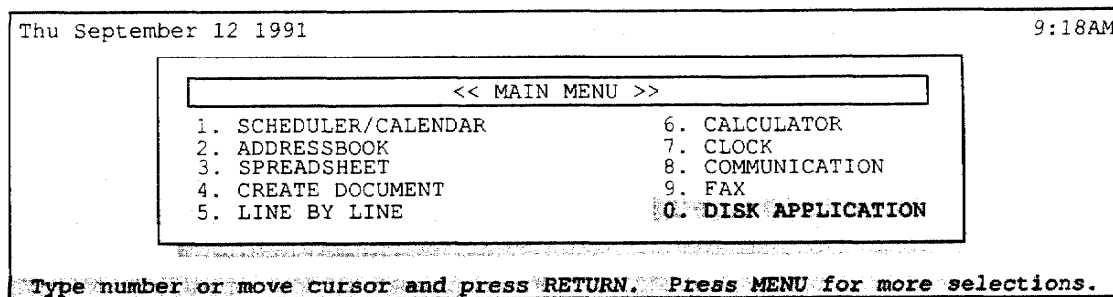 Thu September 12 1991 9:18AM
<< MAIN MENU >>
1. SCHEDULER/CALENDAR 6. CALCULATOR
2. ADDRESSBOOK 7. CLOCK
3. SPREADSHEET 8. COMMUNICATION
4. CREATE DOCUMENT 9. FAX
5. LINE BY LINE 0. DISK APPLICATION
Type number or move cursor and press RETURN. Press MENU for more selections.